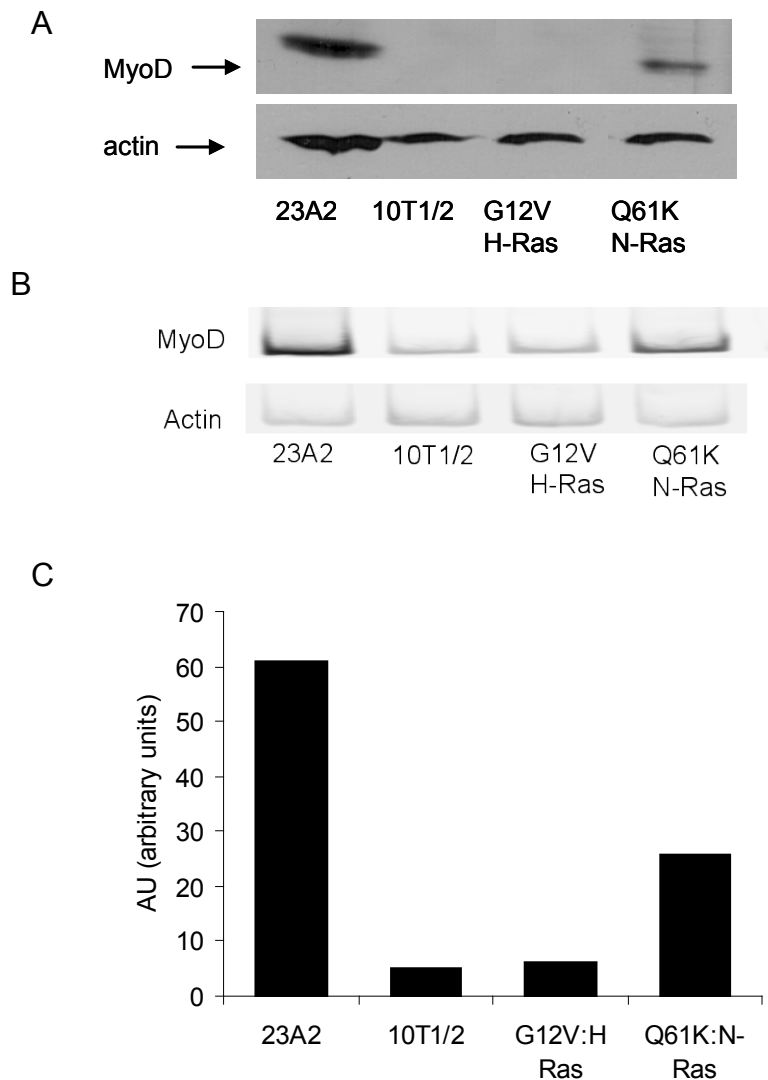 A
MyoD
actin
23A2 10T1/2 G12V Q61K
H-Ras N-Ras
B
MyoD
Actin
23A2 10T1/2 G12V Q61K
H-Ras N-Ras
C
AU (arbitrary units)
70
60
50
40
30
20
10
0
23A2 10T1/2 G12V:H Q61K:N-
Ras Ras